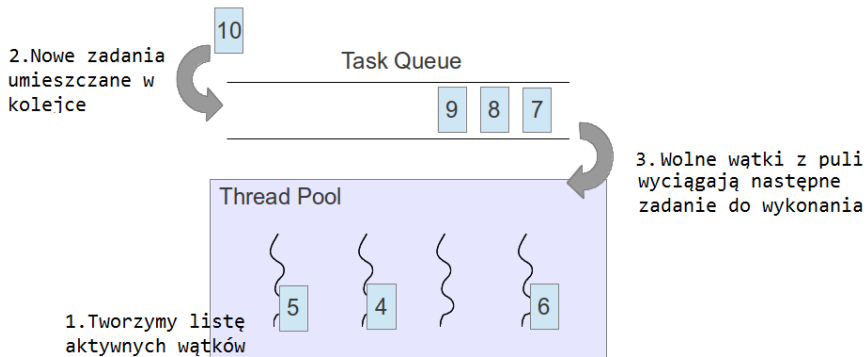 10
2.Nowe zadania
umieszczane w
kolejce
Task Queue
9 8 7
3.Wolne wątki z puli
wyciągają następne
zadanie do wykonania
Thread Pool
5 4 6
1.Tworzymy listę
aktywnych wątków